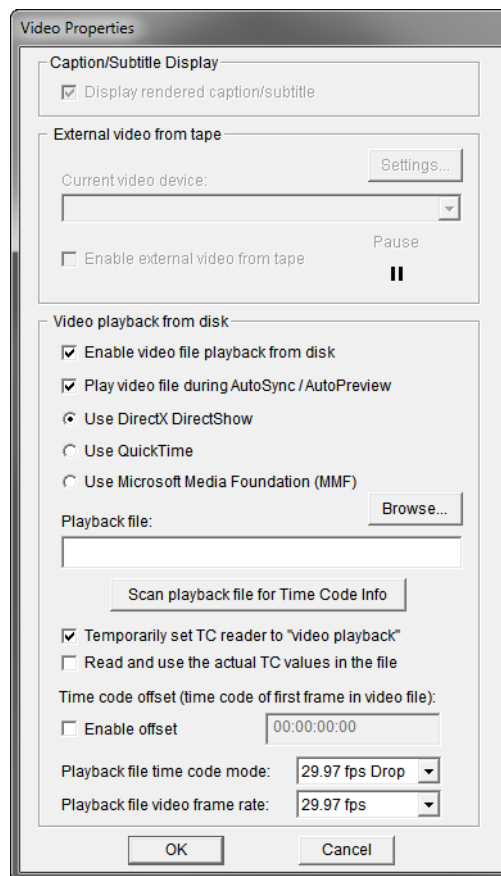 Video Properties
Caption/Subtitle Display
Display rendered caption/subtitle
External video from tape
Settings...
Current video device:
Enable external video from tape
Pause
Video playback from disk
Enable video file playback from disk
Play video file during AutoSync / AutoPreview
Use DirectX DirectShow
Use QuickTime
Use Microsoft Media Foundation (MMF)
Browse...
Playback file:
Scan playback file for Time Code Info
Temporarily set TC reader to "video playback"
Read and use the actual TC values in the file
Time code offset (time code of first frame in video file):
Enable offset 00:00:00:00
Playback file time code mode: 29.97 fps Drop
Playback file video frame rate: 29.97 fps
OK Cancel